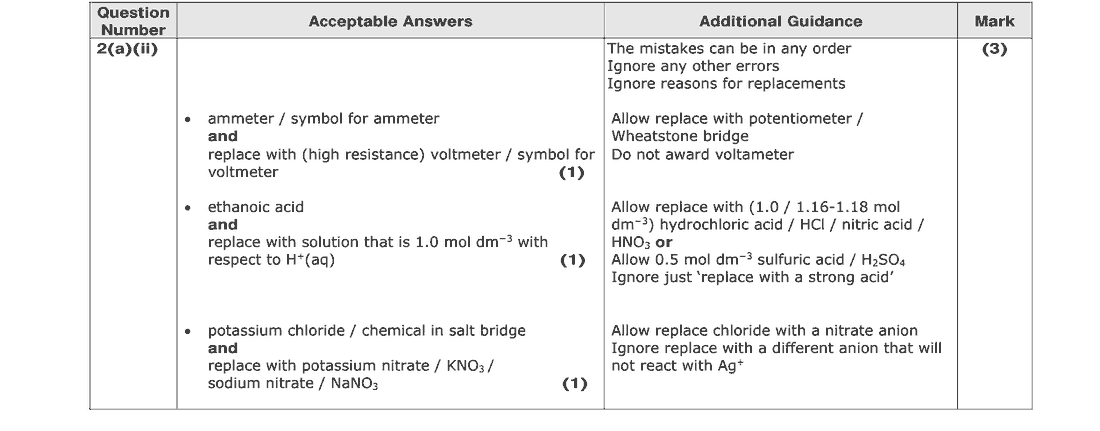 Question Number
Acceptable Answers
Additional Guidance
Mark
2(a)(ii)
The mistakes can be in any order
Ignore any other errors
Ignore reasons for replacements
(3)
• ammeter / symbol for ammeter
and
replace with (high resistance) voltmeter / symbol for
voltmeter (1)
Allow replace with potentiometer /
Wheatstone bridge
Do not award voltameter
• ethanoic acid
and
replace with solution that is 1.0 mol dm⁻³ with
respect to H⁺(aq) (1)
Allow replace with (1.0 / 1.16-1.18 mol
dm⁻³) hydrochloric acid / HCl / nitric acid /
HNO₃ or
Allow 0.5 mol dm⁻³ sulfuric acid / H₂SO₄
Ignore just ‘replace with a strong acid’
• potassium chloride / chemical in salt bridge
and
replace with potassium nitrate / KNO₃ /
sodium nitrate / NaNO₃ (1)
Allow replace chloride with a nitrate anion
Ignore replace with a different anion that will
not react with Ag⁺